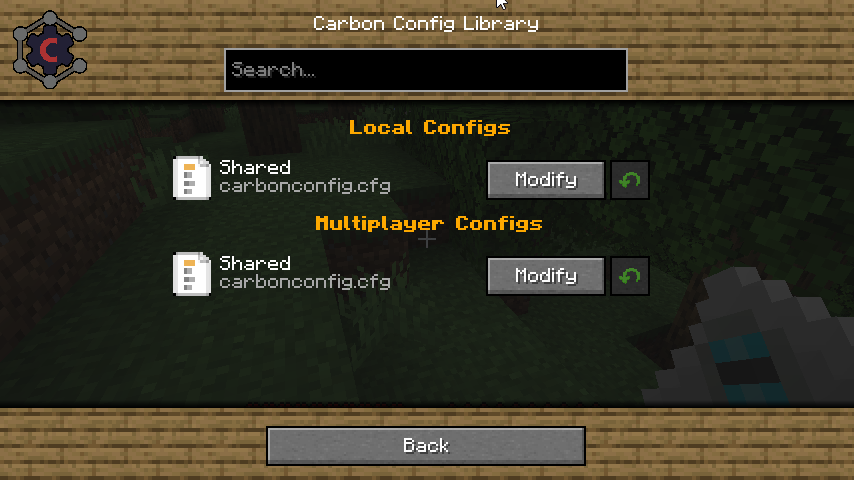 Carbon Config Library
C
Search...
Local Configs
Shared
carbonconfig.cfg
Modify
Multiplayer Configs
Shared
carbonconfig.cfg
Modify
Back